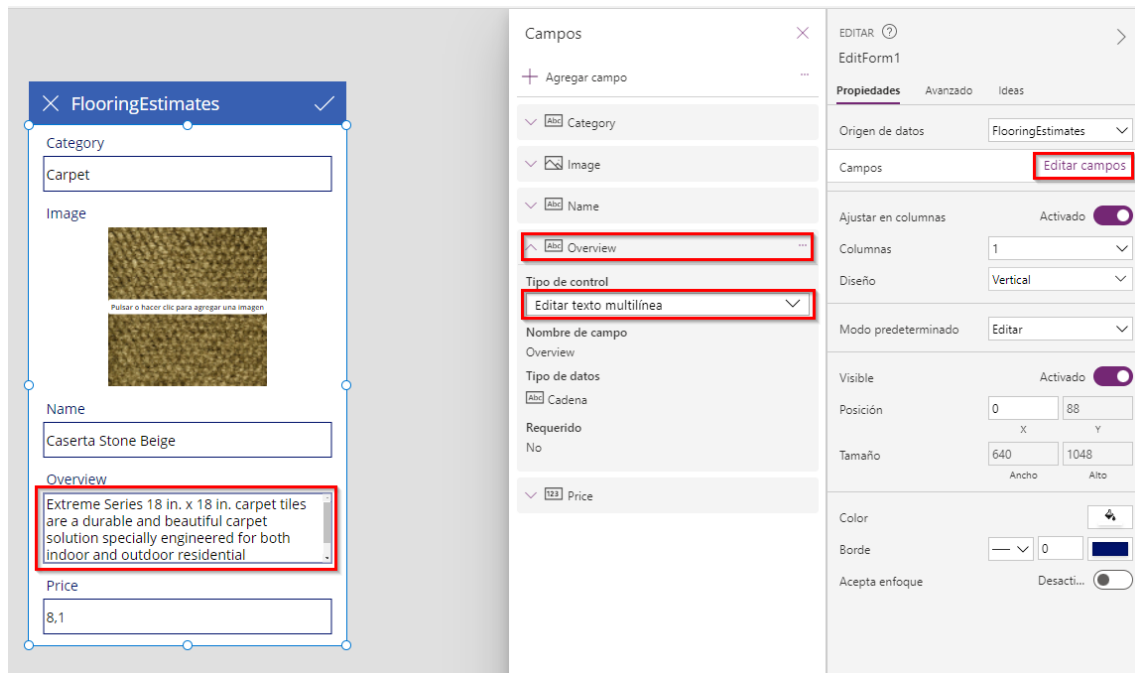 FlooringEstimates
Category
Carpet
Image
Pulsar o hacer clic para agregar una imagen
Name
Caserta Stone Beige
Overview
Extreme Series 18 in. x 18 in. carpet tiles
are a durable and beautiful carpet
solution specially engineered for both
indoor and outdoor residential
Price
8,1
Campos
Agregar campo
...
Abc Category
Image
Abc Name
Abc Overview
...
Tipo de control
Editar texto multilínea
Nombre de campo
Overview
Tipo de datos
Abc Cadena
Requerido
No
123 Price
EDITAR ?
EditForm1
Propiedades Avanzado Ideas
Origen de datos FlooringEstimates
Campos Editar campos
Ajustar en columnas Activado
Columnas 1
Diseño Vertical
Modo predeterminado Editar
Visible Activado
Posición 0 88
X Y
Tamaño 640 1048
Ancho Alto
Color
Borde 0
Acepta enfoque Desacti...